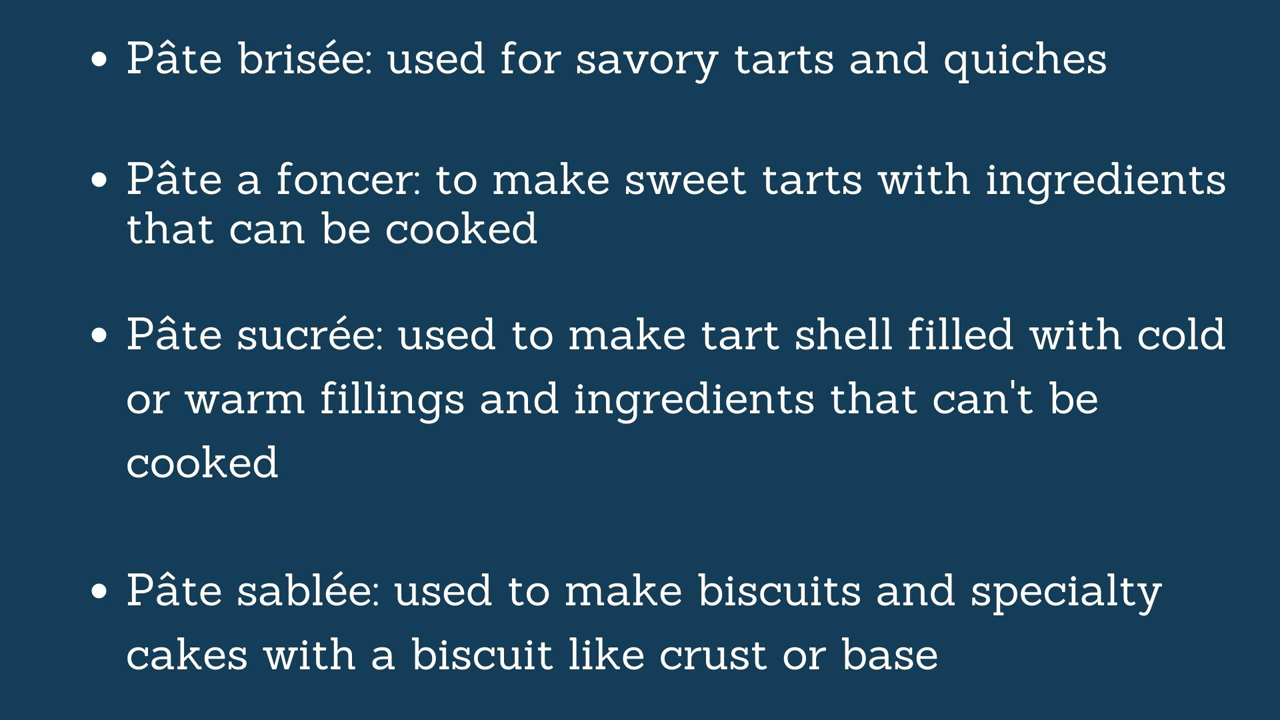 • Pâte brisée: used for savory tarts and quiches
• Pâte a foncer: to make sweet tarts with ingredients
that can be cooked
• Pâte sucrée: used to make tart shell filled with cold
or warm fillings and ingredients that can't be
cooked
• Pâte sablée: used to make biscuits and specialty
cakes with a biscuit like crust or base